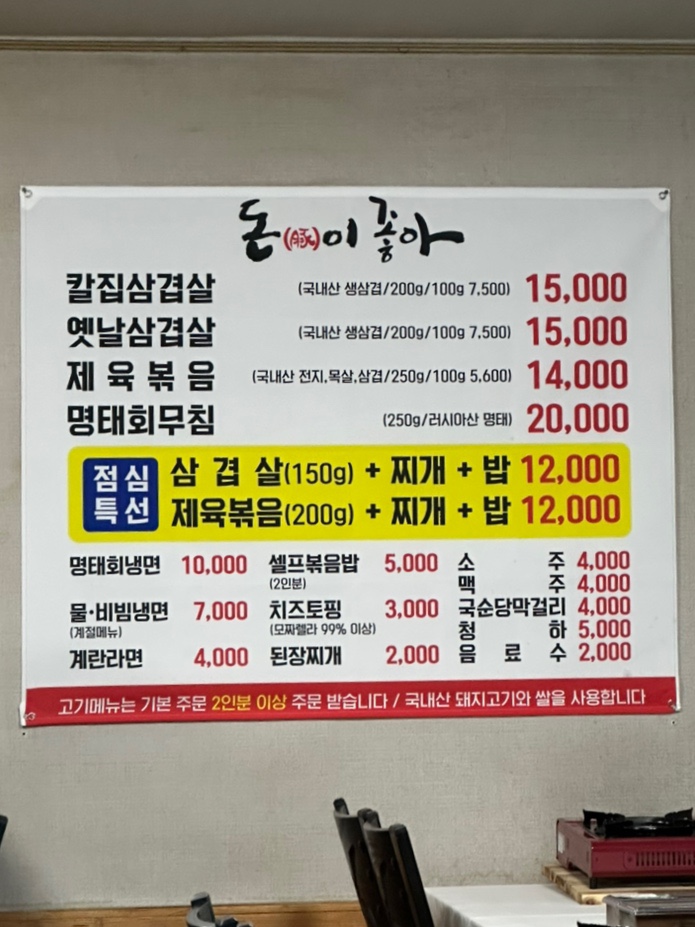 돈(豚)이 좋아
칼집삼겹살 (국내산 생삼겹/200g/100g 7,500) 15,000
옛날삼겹살 (국내산 생삼겹/200g/100g 7,500) 15,000
제육볶음 (국내산 전지,목살,삼겹/250g/100g 5,600) 14,000
명태회무침 (250g/러시아산 명태) 20,000
점심특선
삼겹살(150g) + 찌개 + 밥 12,000
제육볶음(200g) + 찌개 + 밥 12,000
명태회냉면 10,000
물·비빔냉면 7,000
(계절메뉴)
계란라면 4,000
셀프볶음밥 5,000
(2인분)
치즈토핑 3,000
(모짜렐라 99% 이상)
된장찌개 2,000
소주 4,000
맥주 4,000
국순당막걸리 4,000
청하 5,000
음료수 2,000
고기메뉴는 기본 주문 2인분 이상 주문 받습니다 / 국내산 돼지고기와 쌀을 사용합니다